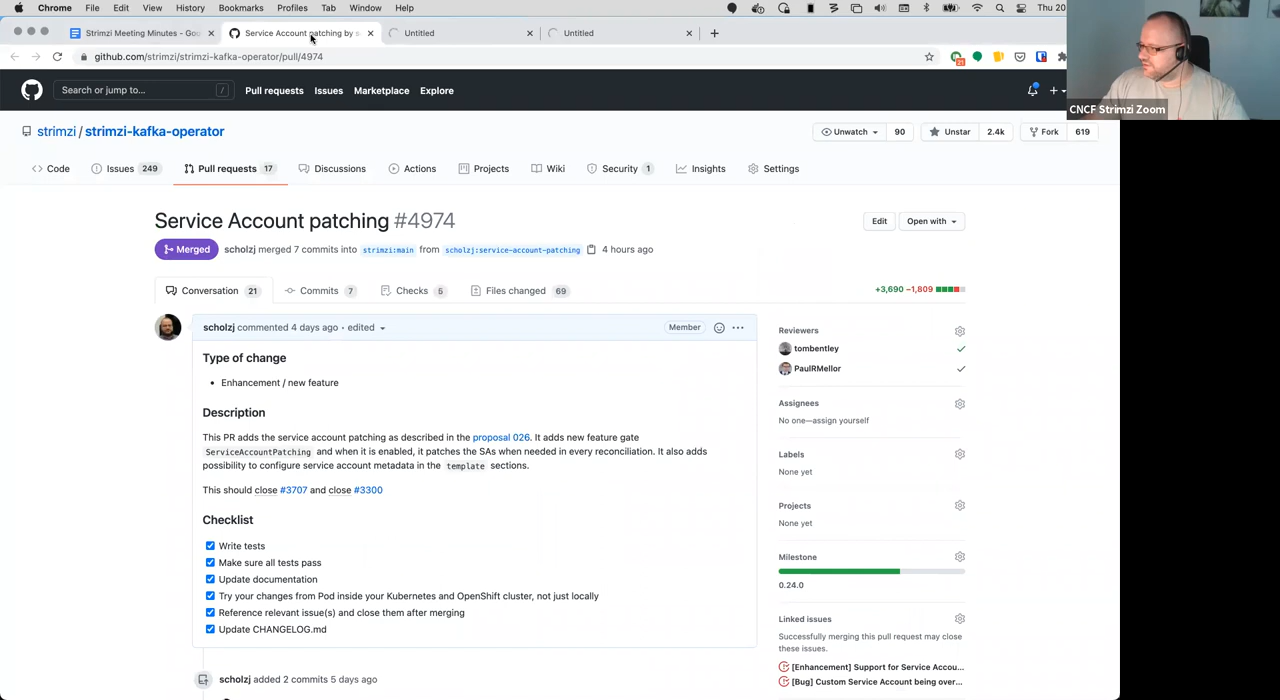 Chrome File Edit View History Bookmarks Profiles Tab Window Help Thu 20
Strimzi Meeting Minutes - Goo Service Account patching by s Untitled Untitled
github.com/strimzi/strimzi-kafka-operator/pull/4974
21
CNCF Strimzi Zoom
Search or jump to... / Pull requests Issues Marketplace Explore
strimzi / strimzi-kafka-operator Unwatch 90 Unstar 2.4k Fork 619
Code Issues 249 Pull requests 17 Discussions Actions Projects Wiki Security 1 Insights Settings
Service Account patching #4974 Edit Open with
Merged scholzj merged 7 commits into strimzi:main from scholzj:service-account-patching 4 hours ago
Conversation 21 Commits 7 Checks 5 Files changed 69 +3,690 −1,809
scholzj commented 4 days ago • edited Member
Type of change
• Enhancement / new feature
Description
This PR adds the service account patching as described in the proposal 026. It adds new feature gate
ServiceAccountPatching and when it is enabled, it patches the SAs when needed in every reconciliation. It also adds
possibility to configure service account metadata in the template sections.
This should close #3707 and close #3300
Checklist
Write tests
Make sure all tests pass
Update documentation
Try your changes from Pod inside your Kubernetes and OpenShift cluster, not just locally
Reference relevant issue(s) and close them after merging
Update CHANGELOG.md
scholzj added 2 commits 5 days ago
Reviewers
tombentley
PaulRMellor
Assignees
No one—assign yourself
Labels
None yet
Projects
None yet
Milestone
0.24.0
Linked issues
Successfully merging this pull request may close
these issues.
[Enhancement] Support for Service Accou...
[Bug] Custom Service Account being over...